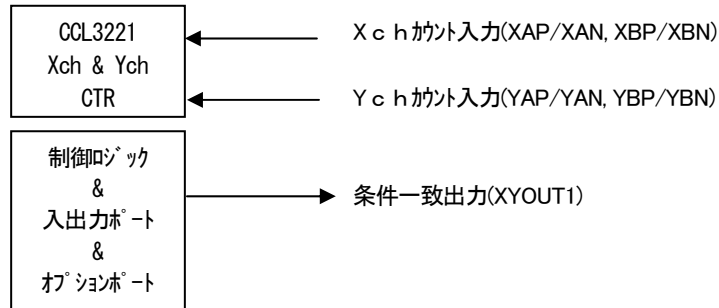 CCL3221
Xch & Ych
CTR
Xｃｈｶｳﾝﾄ入力(XAP/XAN, XBP/XBN)
Yｃｈｶｳﾝﾄ入力(YAP/YAN, YBP/YBN)
制御ﾛｼﾞｯｸ
&
入出力ﾎﾟｰﾄ
&
ｵﾌﾟｼｮﾝﾎﾟｰﾄ
条件一致出力(XYOUT1)